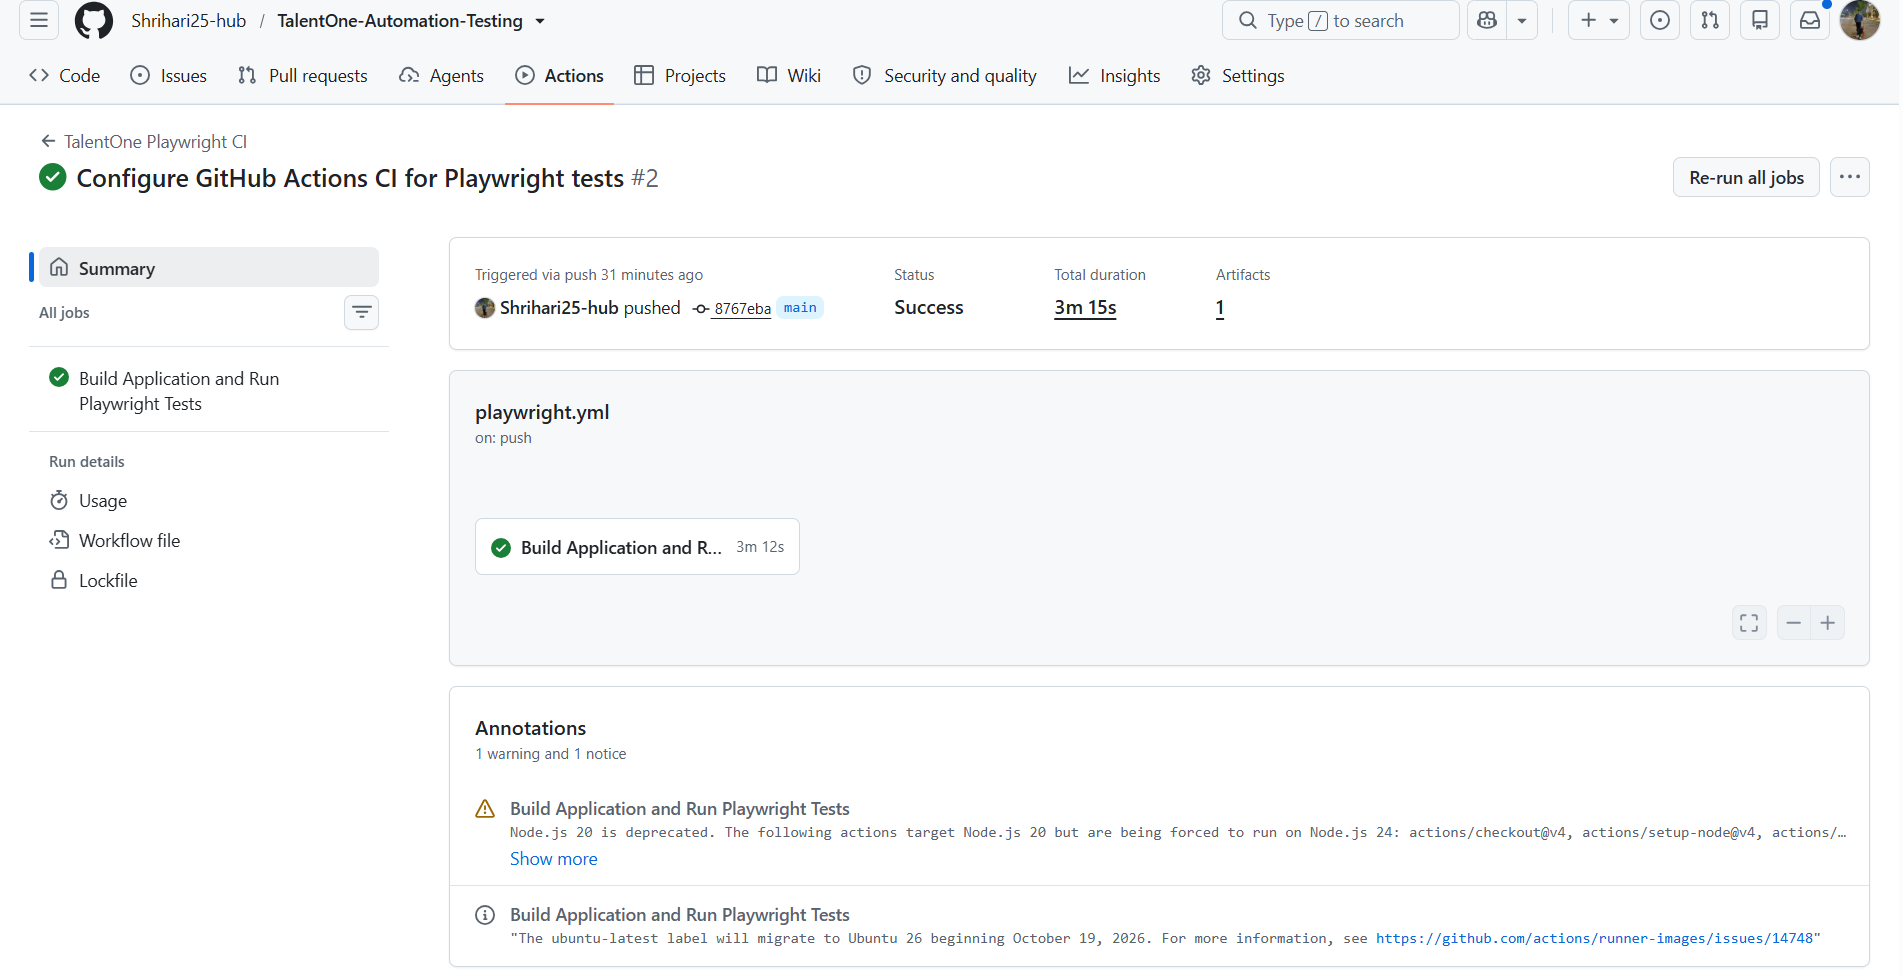 Shrihari25-hub / TalentOne-Automation-Testing
Type / to search
Code
Issues
Pull requests
Agents
Actions
Projects
Wiki
Security and quality
Insights
Settings
TalentOne Playwright CI
Configure GitHub Actions CI for Playwright tests #2
Re-run all jobs
Summary
All jobs
Build Application and Run
Playwright Tests
Run details
Usage
Workflow file
Lockfile
Triggered via push 31 minutes ago
Shrihari25-hub pushed 8767eba main
Status
Success
Total duration
3m 15s
Artifacts
1
playwright.yml
on: push
Build Application and R... 3m 12s
Annotations
1 warning and 1 notice
Build Application and Run Playwright Tests
Node.js 20 is deprecated. The following actions target Node.js 20 but are being forced to run on Node.js 24: actions/checkout@v4, actions/setup-node@v4, actions/…
Show more
Build Application and Run Playwright Tests
"The ubuntu-latest label will migrate to Ubuntu 26 beginning October 19, 2026. For more information, see https://github.com/actions/runner-images/issues/14748"